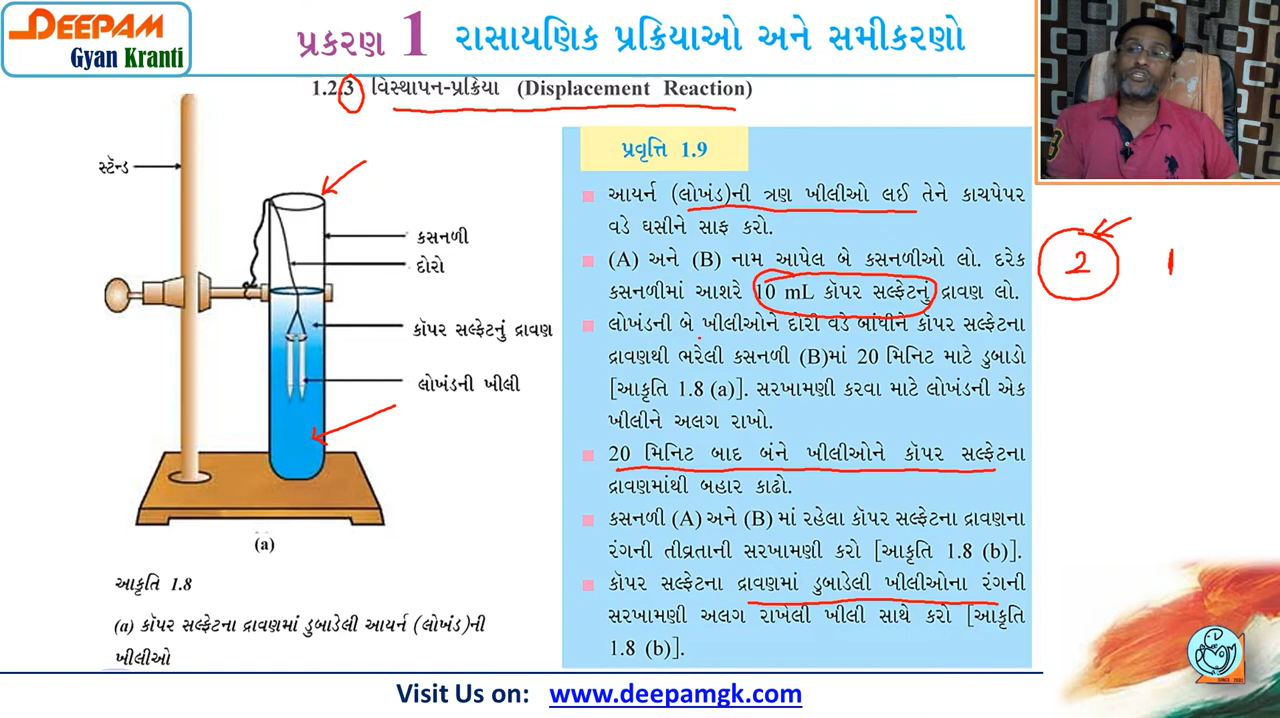 DEEPAM
Gyan Kranti
પ્રકરણ 1 રાસાયણિક પ્રક્રિયાઓ અને સમીકરણો
1.2.3 વિસ્થાપન-પ્રક્રિયા (Displacement Reaction)
સ્ટૅન્ડ
કસનળી
દોરો
કૉપર સલ્ફેટનું દ્રાવણ
લોખંડની ખીલી
(a)
આકૃતિ 1.8
(a) કૉપર સલ્ફેટના દ્રાવણમાં ડુબાડેલી આયર્ન (લોખંડ)ની
ખીલીઓ
પ્રવૃત્તિ 1.9
આયર્ન (લોખંડ)ની ત્રણ ખીલીઓ લઈ તેને કાચપેપર
વડે ઘસીને સાફ કરો.
(A) અને (B) નામ આપેલ બે કસનળીઓ લો. દરેક
કસનળીમાં આશરે 10 mL કૉપર સલ્ફેટનું દ્રાવણ લો.
લોખંડની બે ખીલીઓને દોરી વડે બાંધીને કૉપર સલ્ફેટના
દ્રાવણથી ભરેલી કસનળી (B)માં 20 મિનિટ માટે ડુબાડો
[આકૃતિ 1.8 (a)]. સરખામણી કરવા માટે લોખંડની એક
ખીલીને અલગ રાખો.
20 મિનિટ બાદ બંને ખીલીઓને કૉપર સલ્ફેટના
દ્રાવણમાંથી બહાર કાઢો.
કસનળી (A) અને (B) માં રહેલા કૉપર સલ્ફેટના દ્રાવણના
રંગની તીવ્રતાની સરખામણી કરો [આકૃતિ 1.8 (b)].
કૉપર સલ્ફેટના દ્રાવણમાં ડુબાડેલી ખીલીઓના રંગની
સરખામણી અલગ રાખેલી ખીલી સાથે કરો [આકૃતિ
1.8 (b)].
2 1
SINCE 2001
Visit Us on: www.deepamgk.com